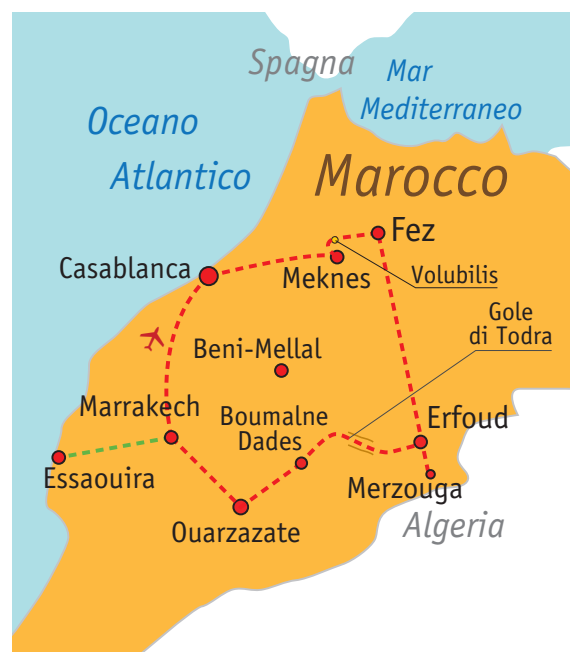 Spagna
Mar
Mediterraneo
Oceano
Atlantico
Marocco
Fez
Casablanca
Meknes
Volubilis
Gole
di Todra
Beni-Mellal
Marrakech
Boumalne
Dades
Erfoud
Essaouira
Merzouga
Ouarzazate
Algeria